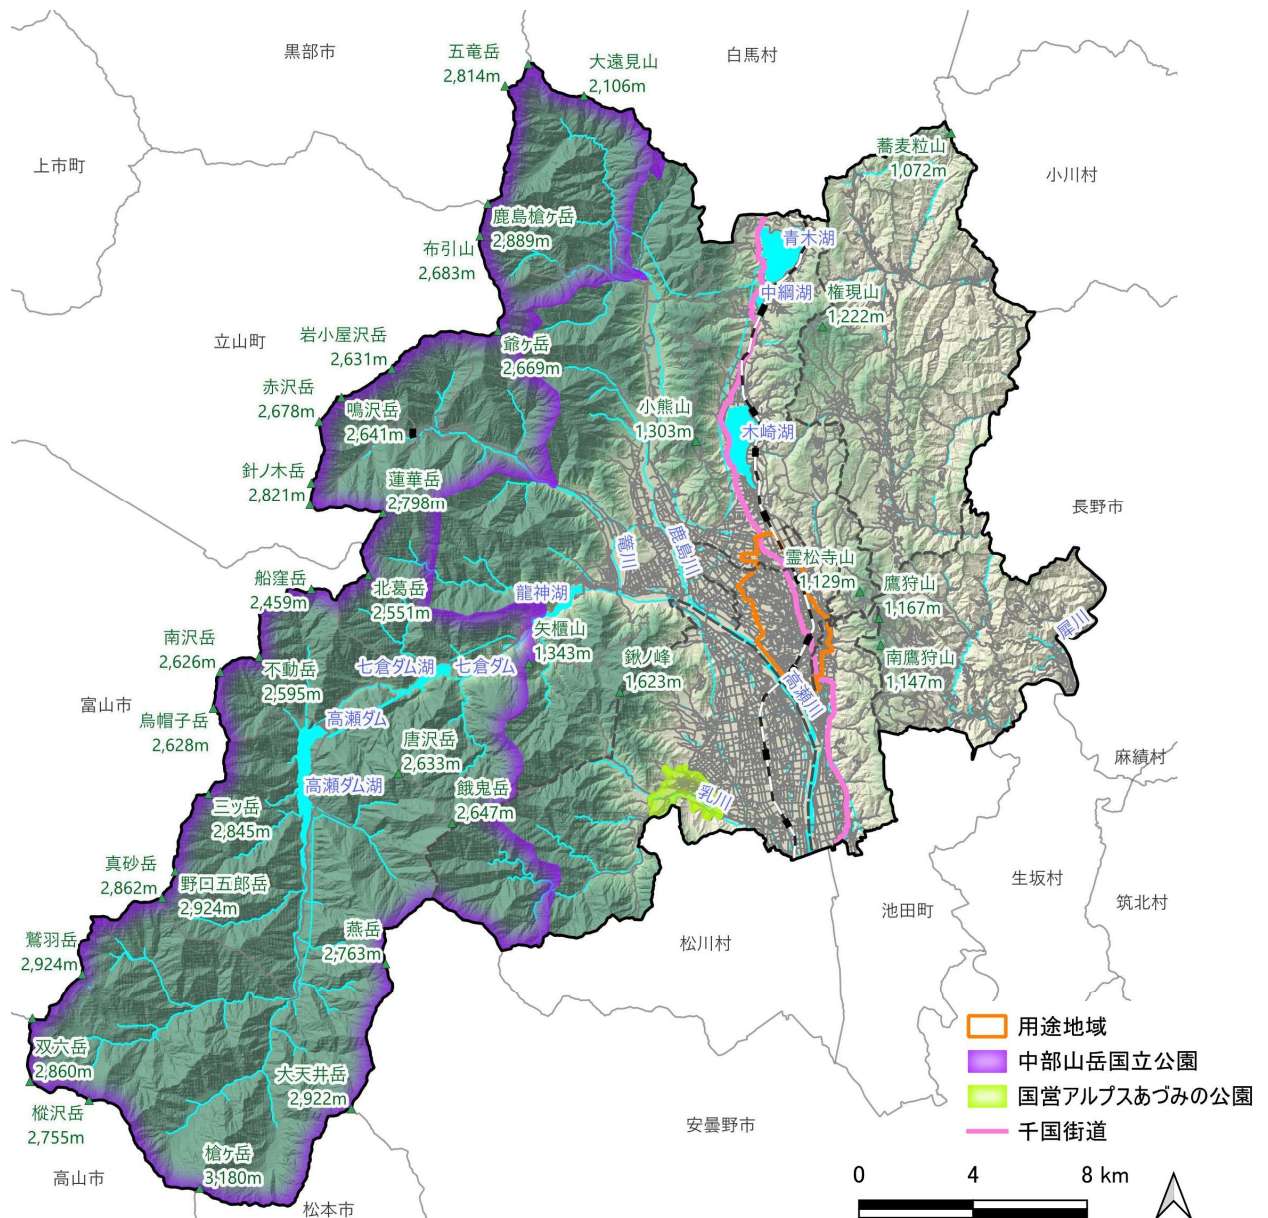 五竜岳
2,814m
大遠見山
2,106m
黒部市
白馬村
上市町
蕎麦粒山
1,072m
小川村
鹿島槍ヶ岳
2,889m
布引山
2,683m
青木湖
中綱湖
権現山
1,222m
立山町
岩小屋沢岳
2,631m
爺ヶ岳
2,669m
赤沢岳
2,678m
鳴沢岳
2,641m
小熊山
1,303m
木崎湖
針ノ木岳
2,821m
蓮華岳
2,798m
長野市
籠川
鹿島川
霊松寺山
1,129m
船窪岳
2,459m
北葛岳
2,551m
龍神湖
鷹狩山
1,167m
犀川
南沢岳
2,626m
不動岳
2,595m
七倉ダム湖
七倉ダム
矢櫃山
1,343m
鍬ノ峰
1,623m
南鷹狩山
1,147m
高瀬川
富山市
烏帽子岳
2,628m
高瀬ダム
唐沢岳
2,633m
麻績村
高瀬ダム湖
餓鬼岳
2,647m
乳川
三ッ岳
2,845m
真砂岳
2,862m
野口五郎岳
2,924m
生坂村
筑北村
池田町
鷲羽岳
2,924m
燕岳
2,763m
松川村
双六岳
2,860m
大天井岳
2,922m
樅沢岳
2,755m
安曇野市
槍ヶ岳
3,180m
高山市
松本市
用途地域
中部山岳国立公園
国営アルプスあづみの公園
千国街道
0 4 8 km